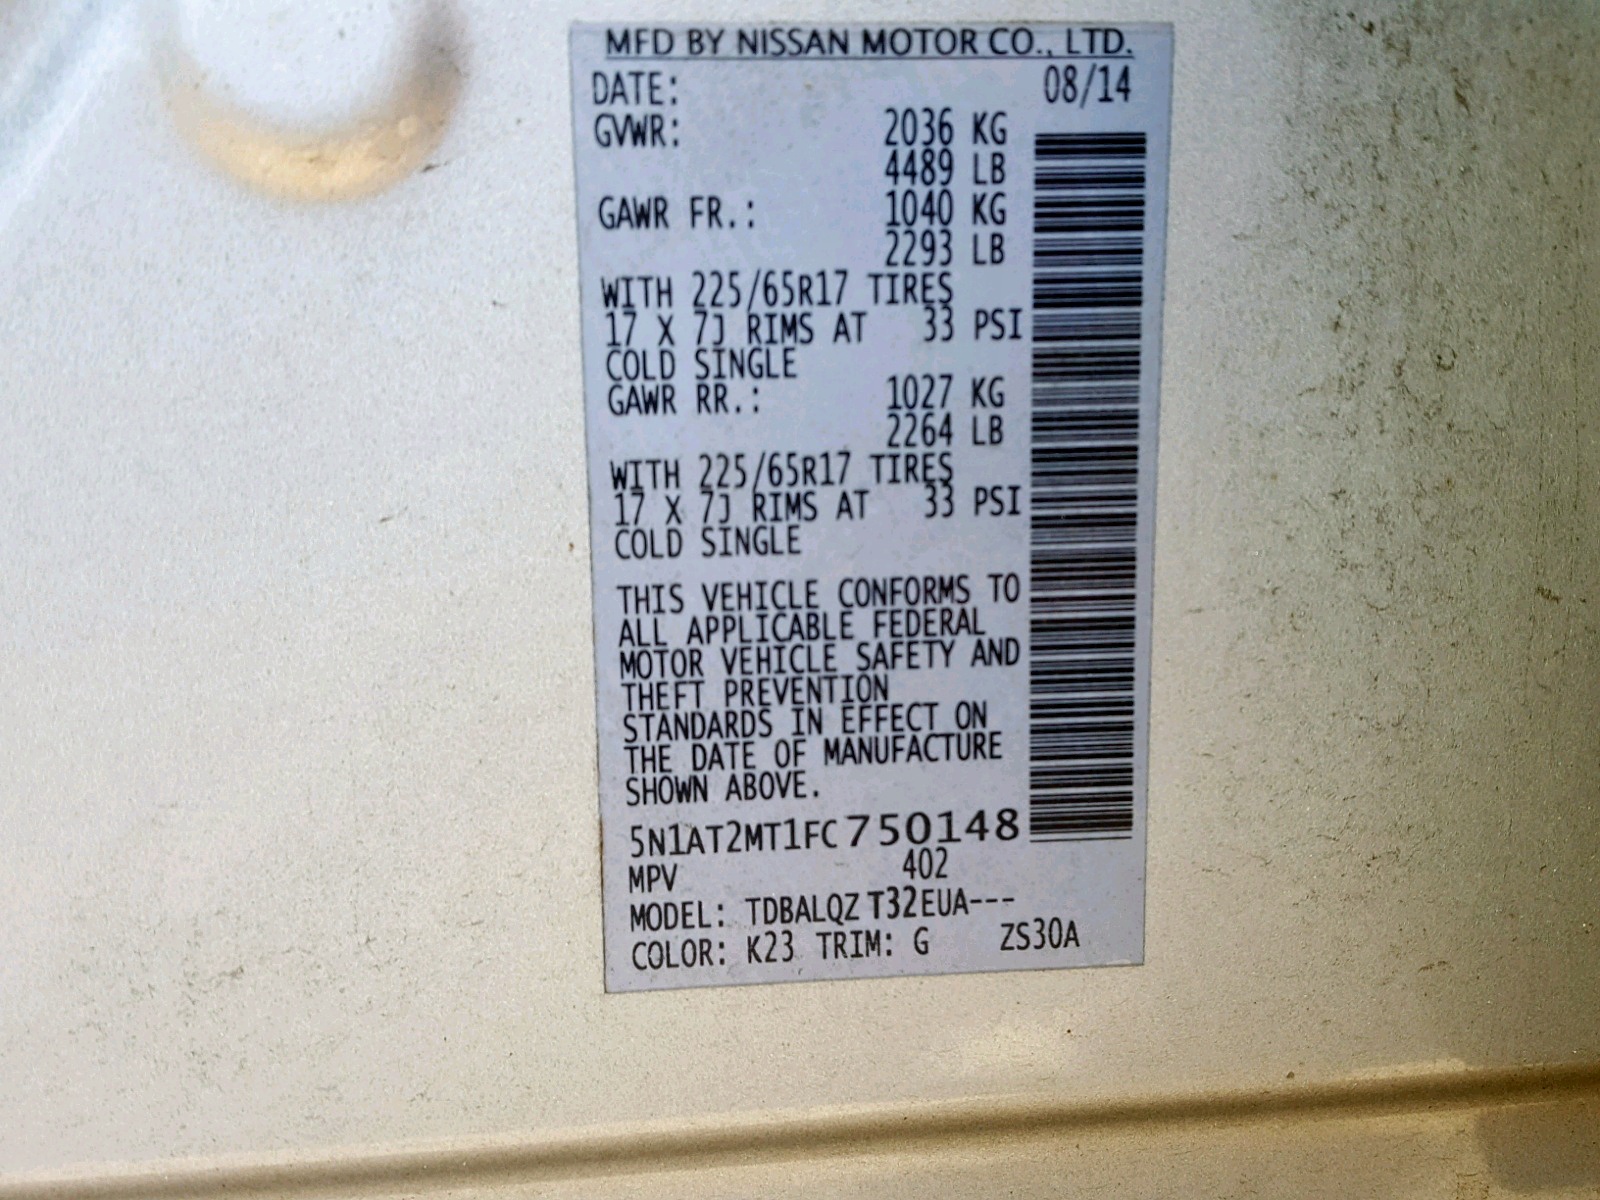 MFD BY NISSAN MOTOR CO., LTD.
DATE: 08/14
GVWR: 2036 KG
4489 LB
GAWR FR.: 1040 KG
2293 LB
WITH 225/65R17 TIRES
17 X 7J RIMS AT 33 PSI
COLD SINGLE
GAWR RR.: 1027 KG
2264 LB
WITH 225/65R17 TIRES
17 X 7J RIMS AT 33 PSI
COLD SINGLE
THIS VEHICLE CONFORMS TO
ALL APPLICABLE FEDERAL
MOTOR VEHICLE SAFETY AND
THEFT PREVENTION
STANDARDS IN EFFECT ON
THE DATE OF MANUFACTURE
SHOWN ABOVE.
5N1AT2MT1FC750148
MPV 402
MODEL: TDBALQZ T32EUA---
COLOR: K23 TRIM: G ZS30A